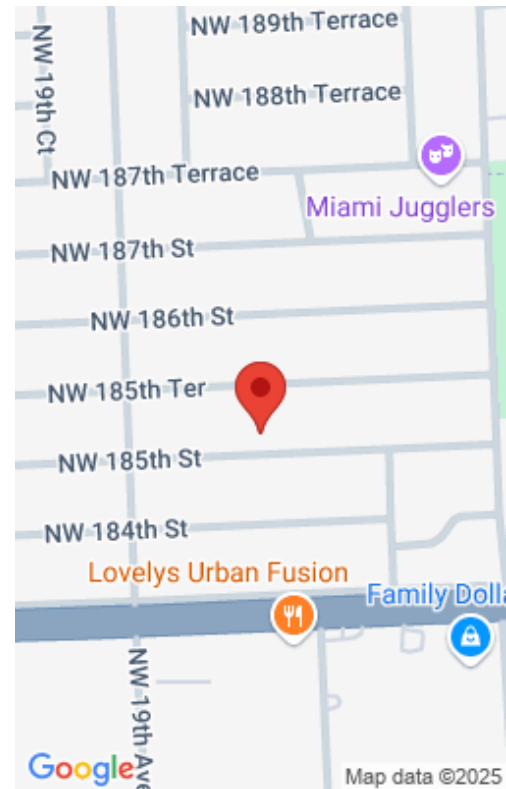 NW 189th Terrace
NW 19th Ct
NW 188th Terrace
NW 187th Terrace
Miami Jugglers
NW 187th St
NW 186th St
NW 185th Ter
NW 185th St
NW 184th St
Lovelys Urban Fusion
Family Dolla
NW 19th Ave
Google
Map data ©2025